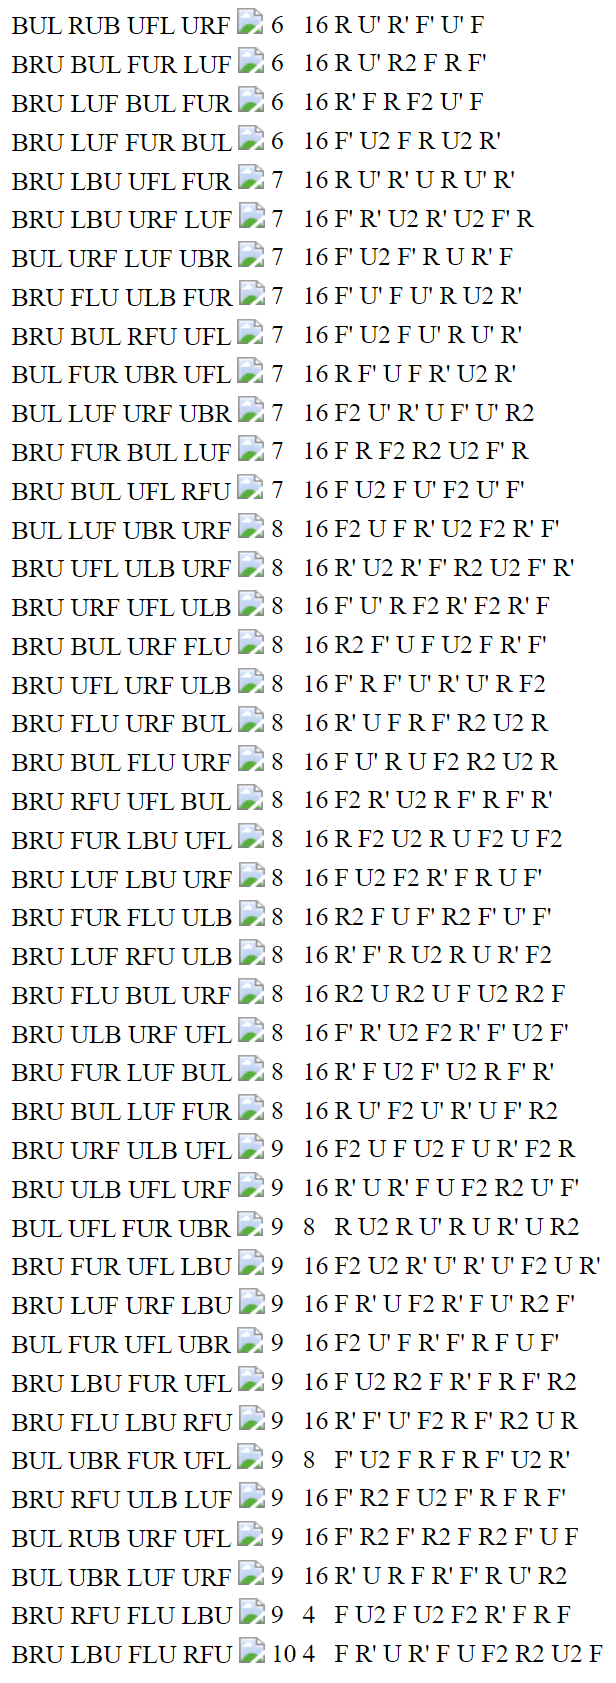 BUL RUB UFL URF 6 16 R U' R' F' U' F
BRU BUL FUR LUF 6 16 R U' R2 F R F'
BRU LUF BUL FUR 6 16 R' F R F2 U' F
BRU LUF FUR BUL 6 16 F' U2 F R U2 R'
BRU LBU UFL FUR 7 16 R U' R' U R U' R'
BRU LBU URF LUF 7 16 F' R' U2 R' U2 F' R
BUL URF LUF UBR 7 16 F' U2 F' R U R' F
BRU FLU ULB FUR 7 16 F' U' F U' R U2 R'
BRU BUL RFU UFL 7 16 F' U2 F U' R U' R'
BUL FUR UBR UFL 7 16 R F' U F R' U2 R'
BUL LUF URF UBR 7 16 F2 U' R' U F' U' R2
BRU FUR BUL LUF 7 16 F R F2 R2 U2 F' R
BRU BUL UFL RFU 7 16 F U2 F U' F2 U' F'
BUL LUF UBR URF 8 16 F2 U F R' U2 F2 R' F'
BRU UFL ULB URF 8 16 R' U2 R' F' R2 U2 F' R'
BRU URF UFL ULB 8 16 F' U' R F2 R' F2 R' F
BRU BUL URF FLU 8 16 R2 F' U F U2 F R' F'
BRU UFL URF ULB 8 16 F' R F' U' R' U' R F2
BRU FLU URF BUL 8 16 R' U F R F' R2 U2 R
BRU BUL FLU URF 8 16 F U' R U F2 R2 U2 R
BRU RFU UFL BUL 8 16 F2 R' U2 R F' R F' R'
BRU FUR LBU UFL 8 16 R F2 U2 R U F2 U F2
BRU LUF LBU URF 8 16 F U2 F2 R' F R U F'
BRU FUR FLU ULB 8 16 R2 F U F' R2 F' U' F'
BRU LUF RFU ULB 8 16 R' F' R U2 R U R' F2
BRU FLU BUL URF 8 16 R2 U R2 U F U2 R2 F
BRU ULB URF UFL 8 16 F' R' U2 F2 R' F' U2 F'
BRU FUR LUF BUL 8 16 R' F U2 F' U2 R F' R'
BRU BUL LUF FUR 8 16 R U' F2 U' R' U F' R2
BRU URF ULB UFL 9 16 F2 U F U2 F U R' F2 R
BRU ULB UFL URF 9 16 R' U R' F U F2 R2 U' F'
BUL UFL FUR UBR 9 8 R U2 R U' R U R' U R2
BRU FUR UFL LBU 9 16 F2 U2 R' U' R' U' F2 U R'
BRU LUF URF LBU 9 16 F R' U F2 R' F U' R2 F'
BUL FUR UFL UBR 9 16 F2 U' F R' F' R F U F'
BRU LBU FUR UFL 9 16 F U2 R2 F R' F R F' R2
BRU FLU LBU RFU 9 16 R' F' U' F2 R F' R2 U R
BUL UBR FUR UFL 9 8 F' U2 F R F R F' U2 R'
BRU RFU ULB LUF 9 16 F' R2 F U2 F' R F R F'
BUL RUB URF UFL 9 16 F' R2 F' R2 F R2 F' U F
BUL UBR LUF URF 9 16 R' U R F R' F' R U' R2
BRU RFU FLU LBU 9 4 F U2 F U2 F2 R' F R F
BRU LBU FLU RFU 10 4 F R' U R' F U F2 R2 U2 F